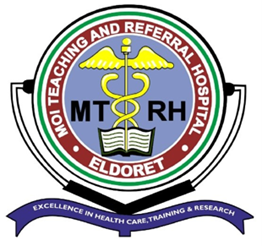 MOI TEACHING AND REFERRAL HOSPITAL
MT RH
• ELDORET •
EXCELLENCE IN HEALTH CARE,TRAINING & RESEARCH